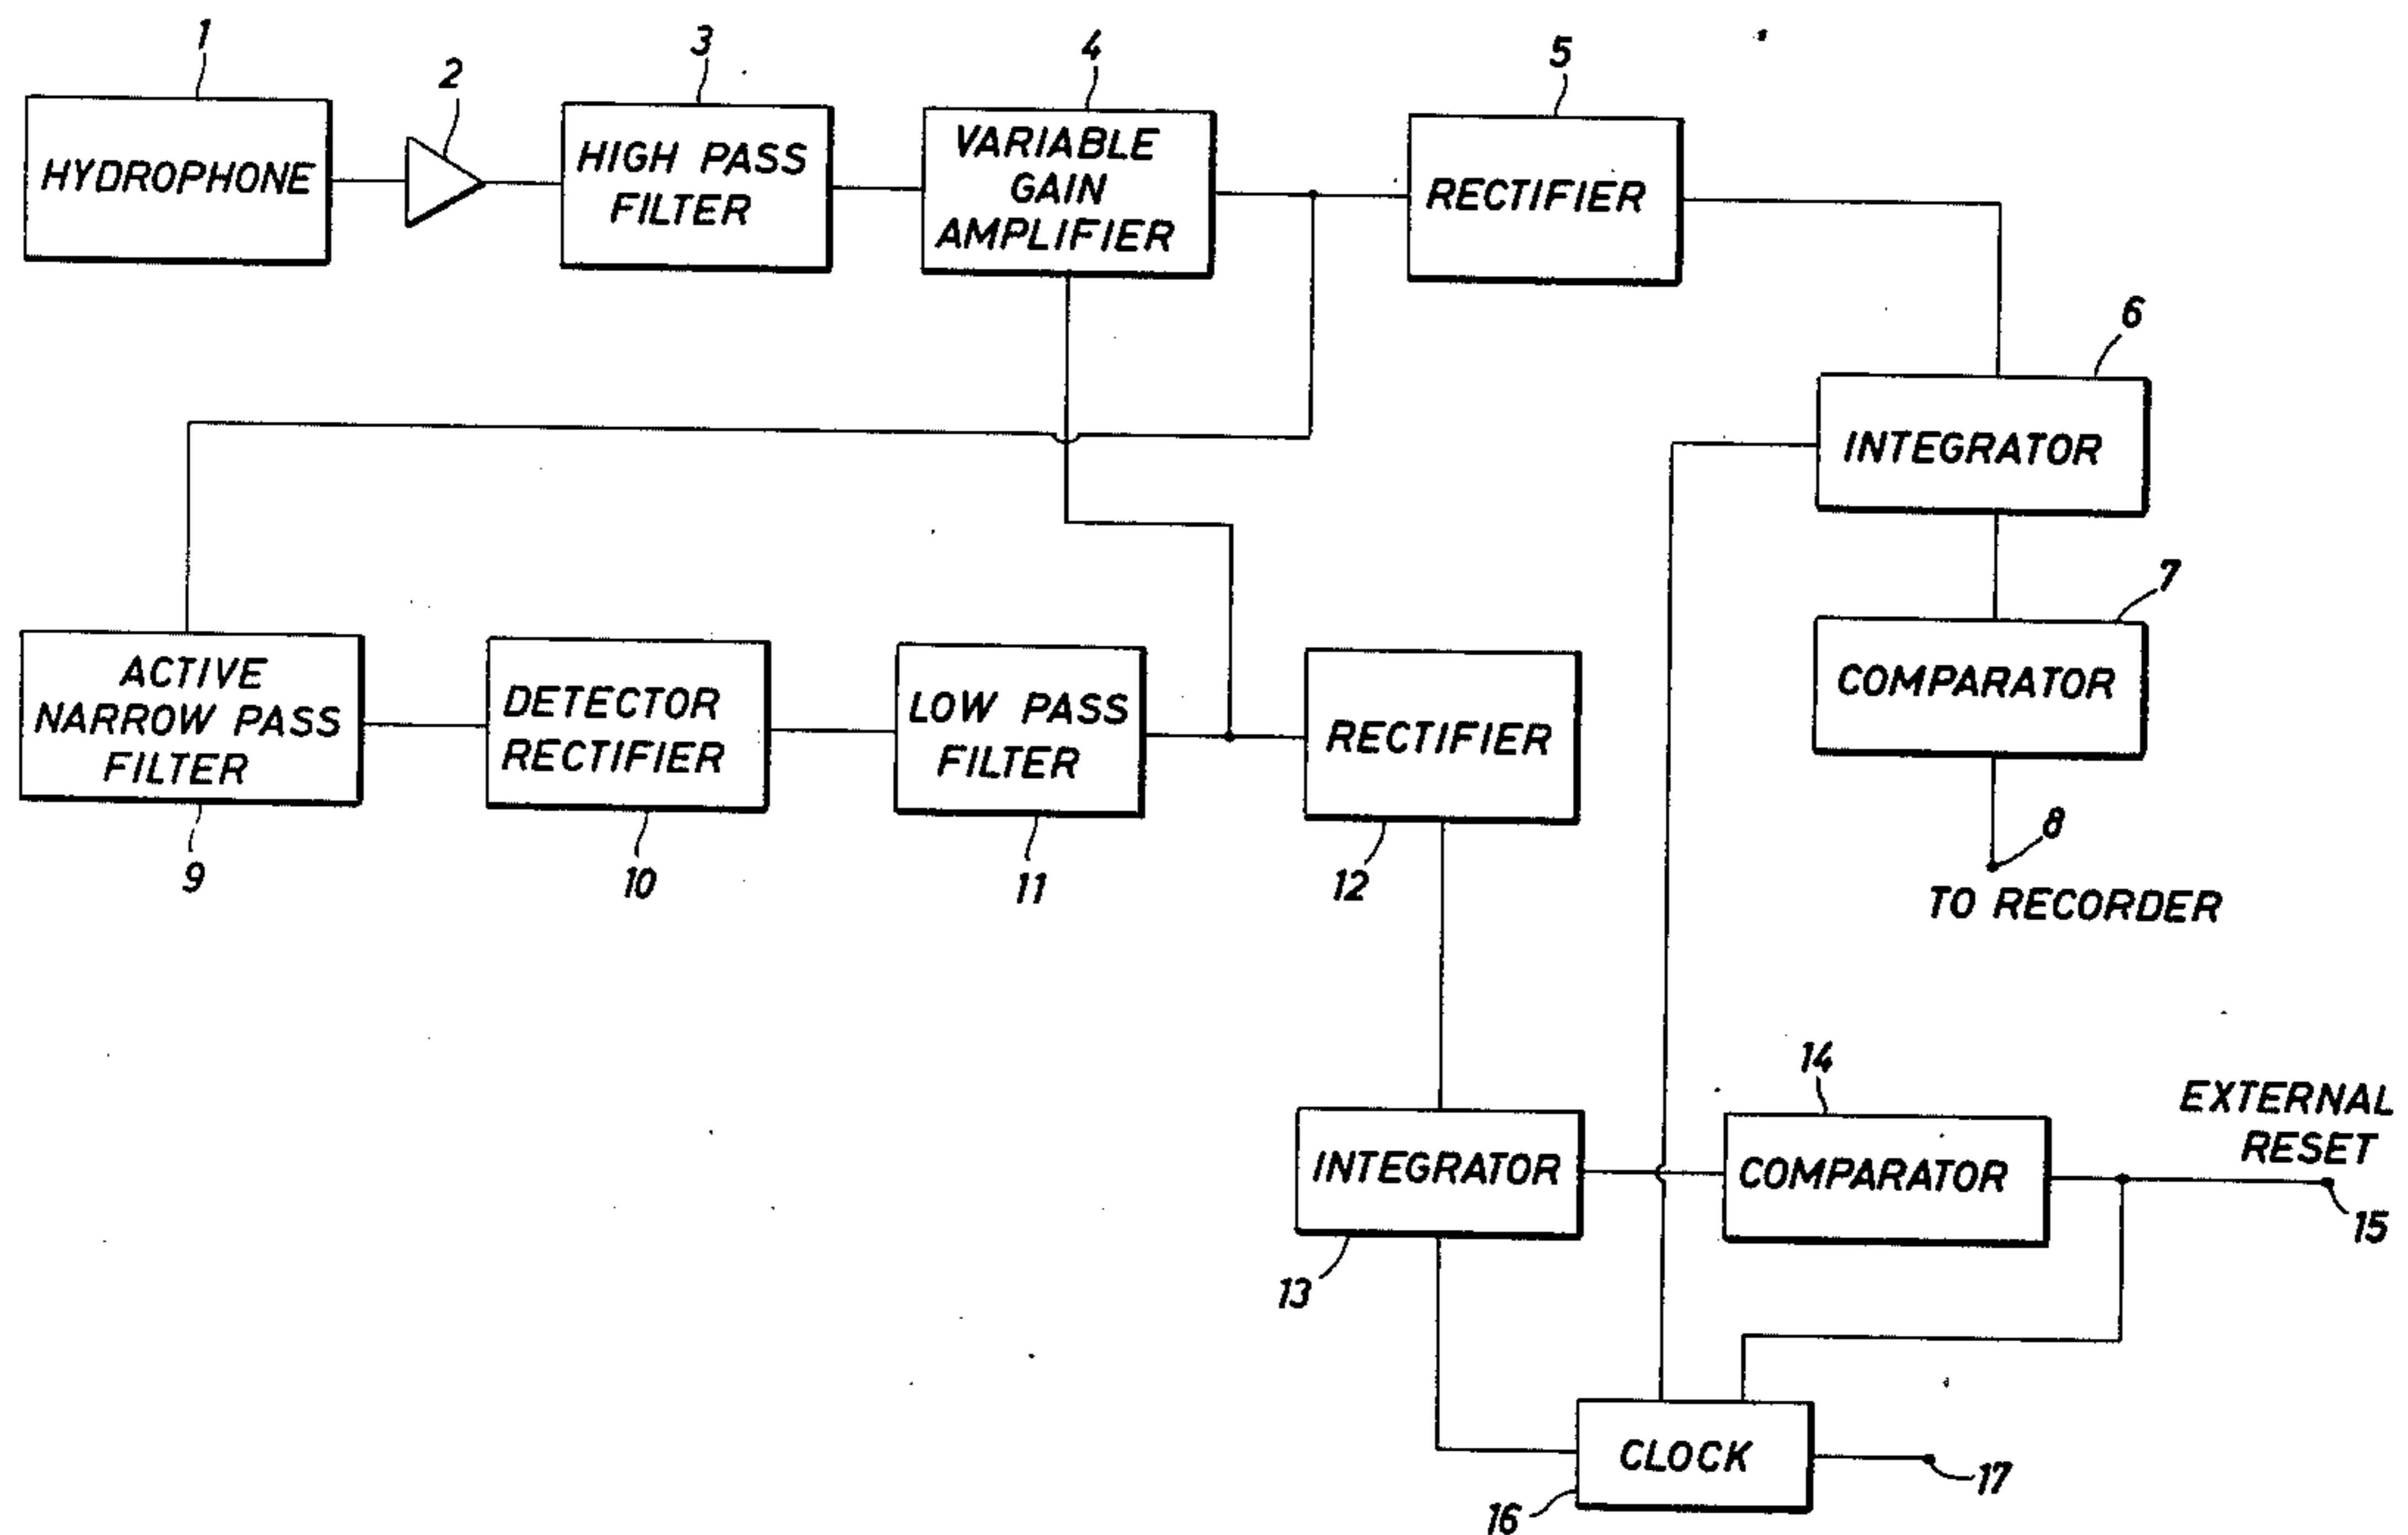 1
2
3
4
5
HYDROPHONE
HIGH PASS
FILTER
VARIABLE
GAIN
AMPLIFIER
RECTIFIER
6
INTEGRATOR
7
COMPARATOR
8
TO RECORDER
ACTIVE
NARROW PASS
FILTER
9
DETECTOR
RECTIFIER
10
LOW PASS
FILTER
11
RECTIFIER
12
INTEGRATOR
13
14
COMPARATOR
EXTERNAL
RESET
15
CLOCK
16
17